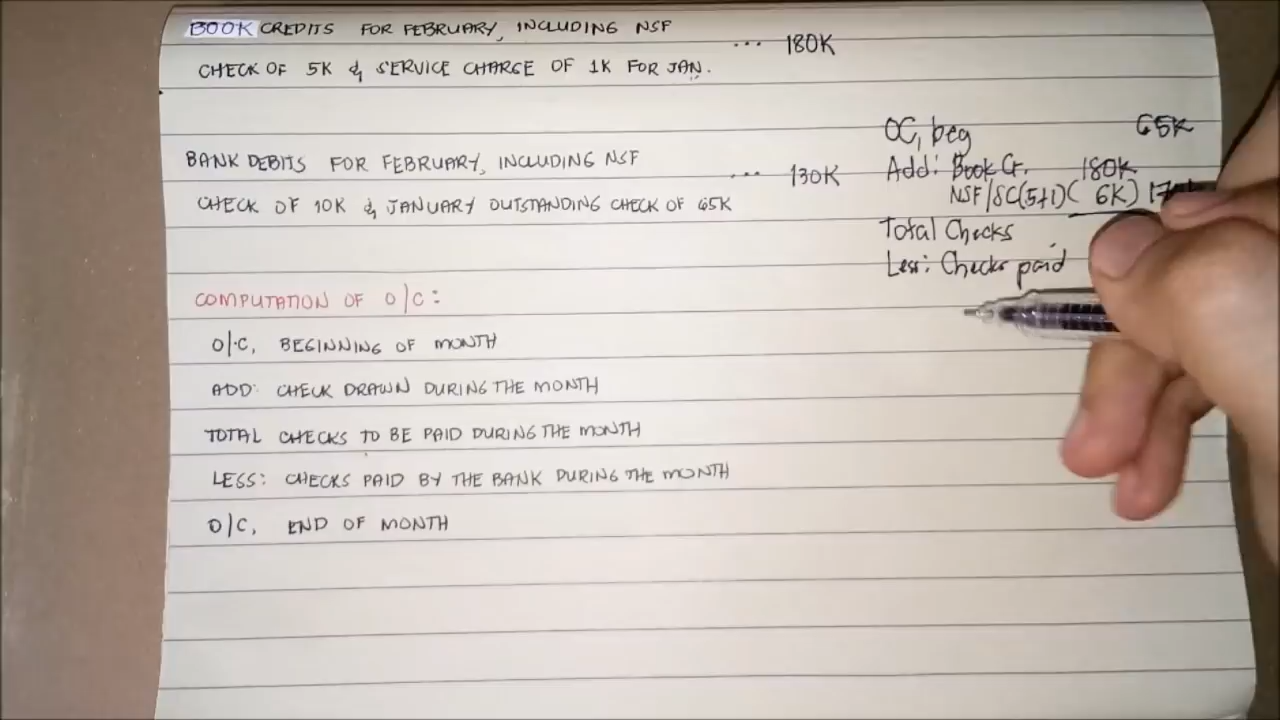 BOOK CREDITS FOR FEBRUARY, INCLUDING NSF
CHECK OF 5K & SERVICE CHARGE OF 1K FOR JAN.
... 180K
BANK DEBITS FOR FEBRUARY, INCLUDING NSF
CHECK OF 10K & JANUARY OUTSTANDING CHECK OF 65K
... 130K
COMPUTATION OF O/C:
O/C, BEGINNING OF MONTH
ADD: CHECK DRAWN DURING THE MONTH
TOTAL CHECKS TO BE PAID DURING THE MONTH
LESS: CHECKS PAID BY THE BANK DURING THE MONTH
O/C, END OF MONTH
OC, beg 65K
Add: Book Cr. 180K
NSF/SC(5+1) (6K)
Total Checks
Less: Checks paid